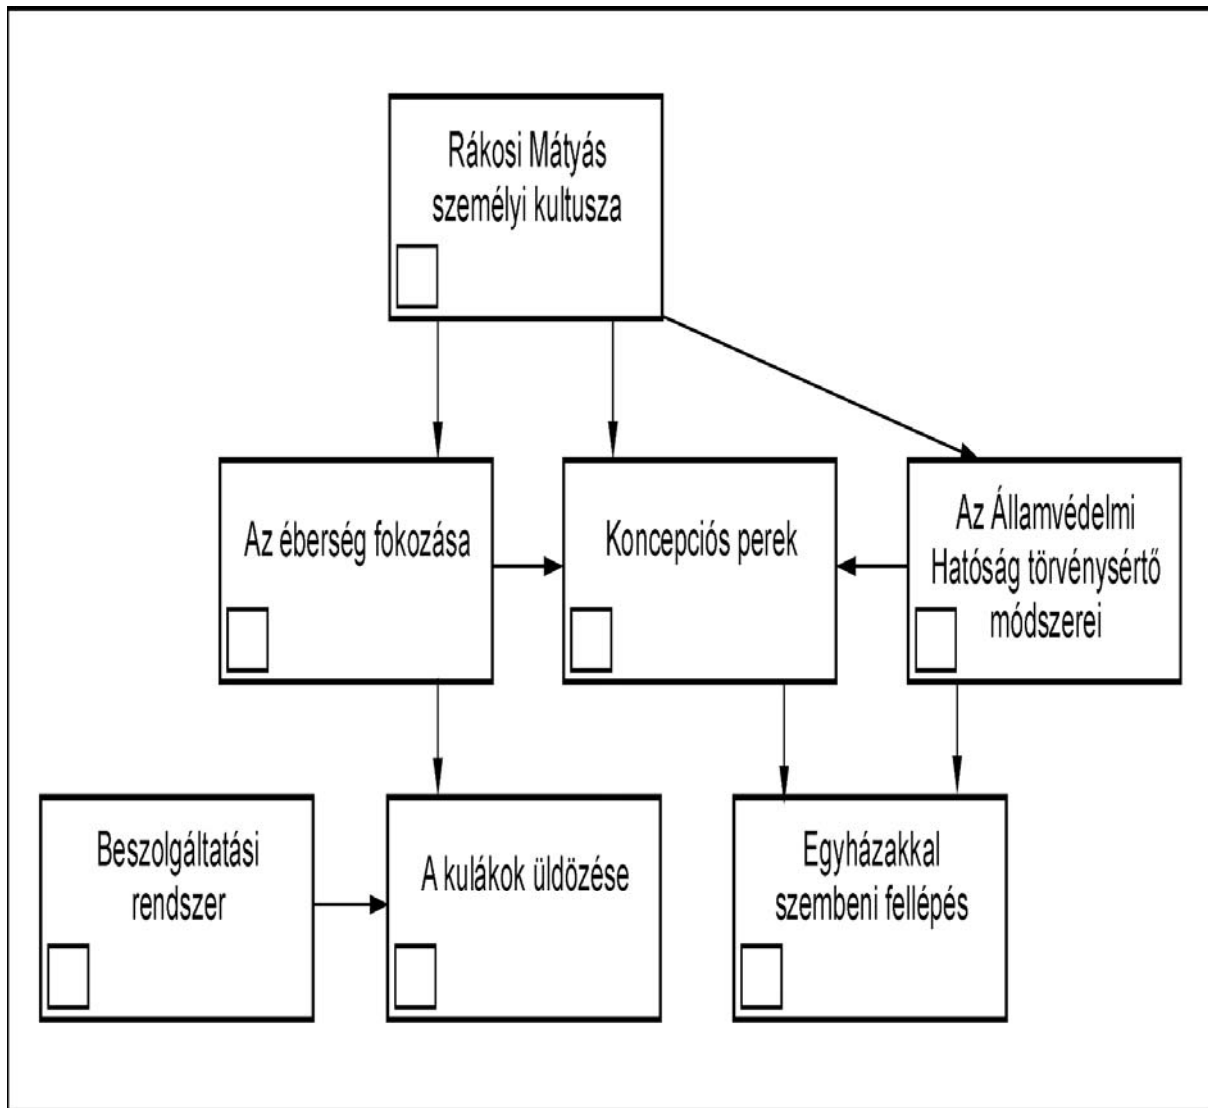 Rákosi Mátyás
személyi kultusza
Az éberség fokozása
Koncepciós perek
Az Államvédelmi
Hatóság törvénysértő
módszerei
Beszolgáltatási
rendszer
A kulákok üldözése
Egyházakkal
szembeni fellépés